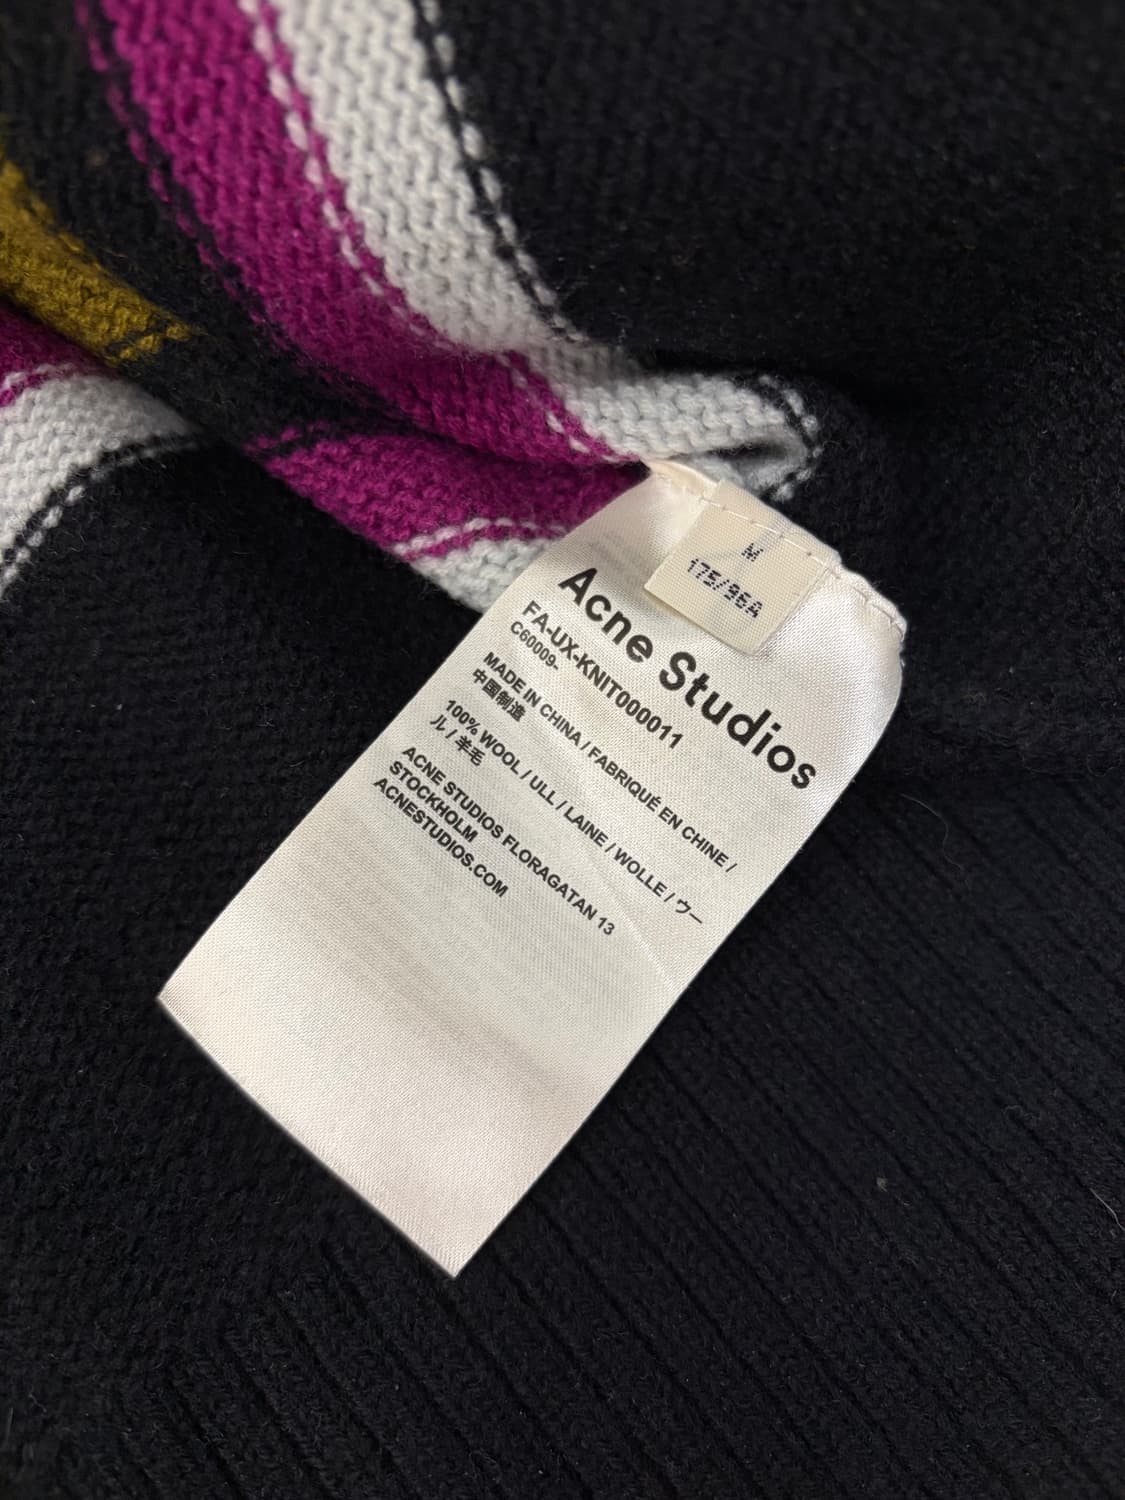 M
175/96A
Acne Studios
FA-UX-KNIT000011
C60009-
MADE IN CHINA / FABRIQUÉ EN CHINE /
中国制造
100% WOOL / ULL / LAINE / WOLLE / ウー
ル / 羊毛
ACNE STUDIOS FLORAGATAN 13
STOCKHOLM
ACNESTUDIOS.COM